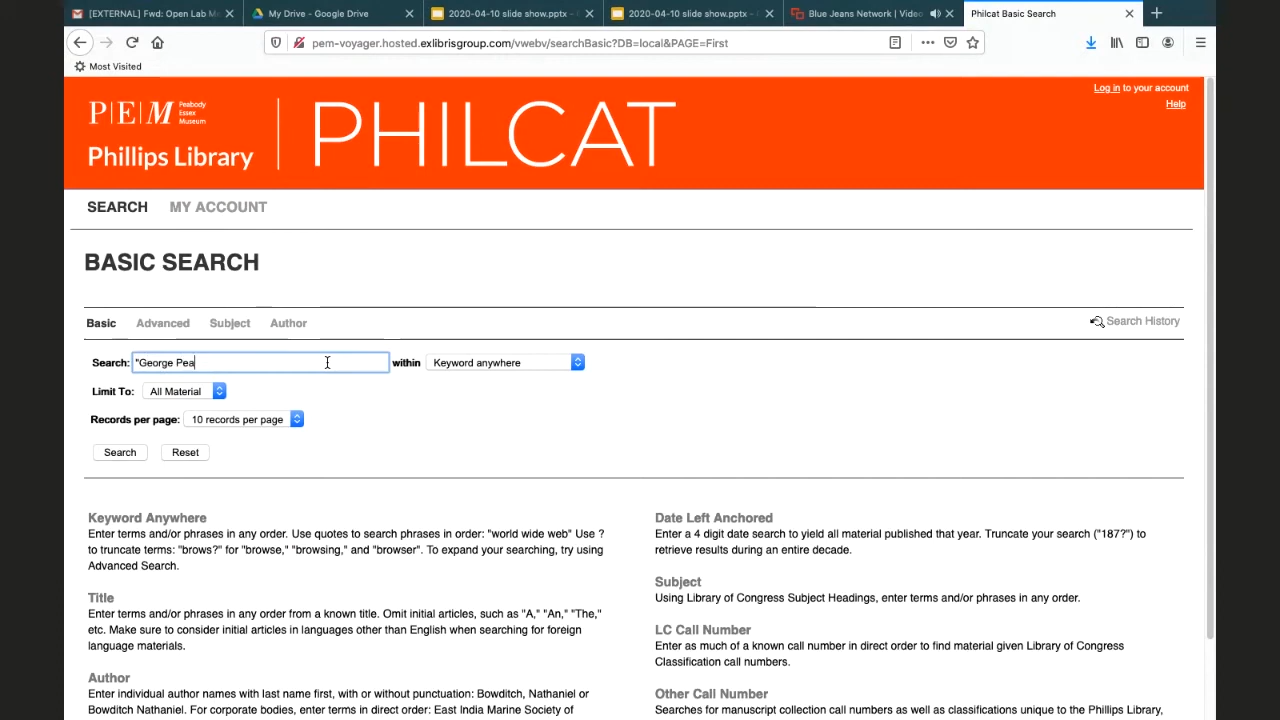 [EXTERNAL] Fwd: Open Lab M
My Drive - Google Drive
2020-04-10 slide show.pptx -
2020-04-10 slide show.pptx -
Blue Jeans Network | Video
Philcat Basic Search
pem-voyager.hosted.exlibrisgroup.com/vwebv/searchBasic?DB=local&PAGE=First
Most Visited
Log in to your account
Help
P|E|M Peabody
Essex
Museum
Phillips Library
PHILCAT
SEARCH MY ACCOUNT
BASIC SEARCH
Basic Advanced Subject Author
Search History
Search: "George Pea within Keyword anywhere
Limit To: All Material
Records per page: 10 records per page
Search Reset
Keyword Anywhere
Enter terms and/or phrases in any order. Use quotes to search phrases in order: "world wide web" Use ?
to truncate terms: "brows?" for "browse," "browsing," and "browser". To expand your searching, try using
Advanced Search.
Title
Enter terms and/or phrases in any order from a known title. Omit initial articles, such as "A," "An," "The,"
etc. Make sure to consider initial articles in languages other than English when searching for foreign
language materials.
Author
Enter individual author names with last name first, with or without punctuation: Bowditch, Nathaniel or
Bowditch Nathaniel. For corporate bodies, enter terms in direct order: East India Marine Society of
Date Left Anchored
Enter a 4 digit date search to yield all material published that year. Truncate your search ("187?") to
retrieve results during an entire decade.
Subject
Using Library of Congress Subject Headings, enter terms and/or phrases in any order.
LC Call Number
Enter as much of a known call number in direct order to find material given Library of Congress
Classification call numbers.
Other Call Number
Searches for manuscript collection call numbers as well as classifications unique to the Phillips Library,